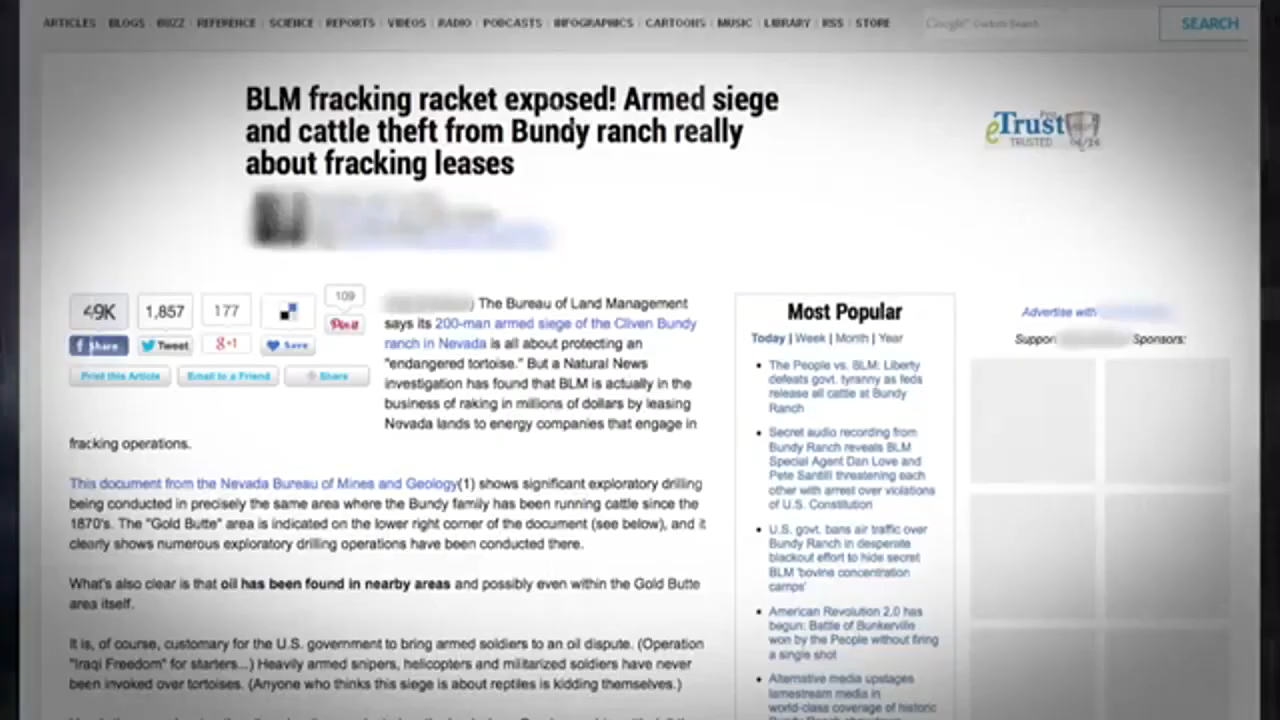 ARTICLES BLOGS BUZZ REFERENCE SCIENCE REPORTS VIDEOS RADIO PODCASTS INFOGRAPHICS CARTOONS MUSIC LIBRARY RSS STORE
Google Custom Search
SEARCH
BLM fracking racket exposed! Armed siege
and cattle theft from Bundy ranch really
about fracking leases
eTrust
TRUSTED
49K
1,857
177
109
Share
Tweet
+1
Save
Pin it
Print this Article
Email to a Friend
Share
) The Bureau of Land Management
says its 200-man armed siege of the Cliven Bundy
ranch in Nevada is all about protecting an
"endangered tortoise." But a Natural News
investigation has found that BLM is actually in the
business of raking in millions of dollars by leasing
Nevada lands to energy companies that engage in
fracking operations.
This document from the Nevada Bureau of Mines and Geology(1) shows significant exploratory drilling
being conducted in precisely the same area where the Bundy family has been running cattle since the
1870's. The "Gold Butte" area is indicated on the lower right corner of the document (see below), and it
clearly shows numerous exploratory drilling operations have been conducted there.
What's also clear is that oil has been found in nearby areas and possibly even within the Gold Butte
area itself.
It is, of course, customary for the U.S. government to bring armed soldiers to an oil dispute. (Operation
"Iraqi Freedom" for starters...) Heavily armed snipers, helicopters and militarized soldiers have never
been invoked over tortoises. (Anyone who thinks this siege is about reptiles is kidding themselves.)
Most Popular
Today | Week | Month | Year
• The People vs. BLM: Liberty
defeats govt. tyranny as feds
release all cattle at Bundy
Ranch
• Secret audio recording from
Bundy Ranch reveals BLM
Special Agent Dan Love and
Pete Santilli threatening each
other with arrest over violations
of U.S. Constitution
• U.S. govt. bans air traffic over
Bundy Ranch in desperate
blackout effort to hide secret
BLM 'bovine concentration
camps'
• American Revolution 2.0 has
begun: Battle of Bunkerville
won by the People without firing
a single shot
• Alternative media upstages
lamestream media in
world-class coverage of historic
Advertise with
Support
Sponsors: